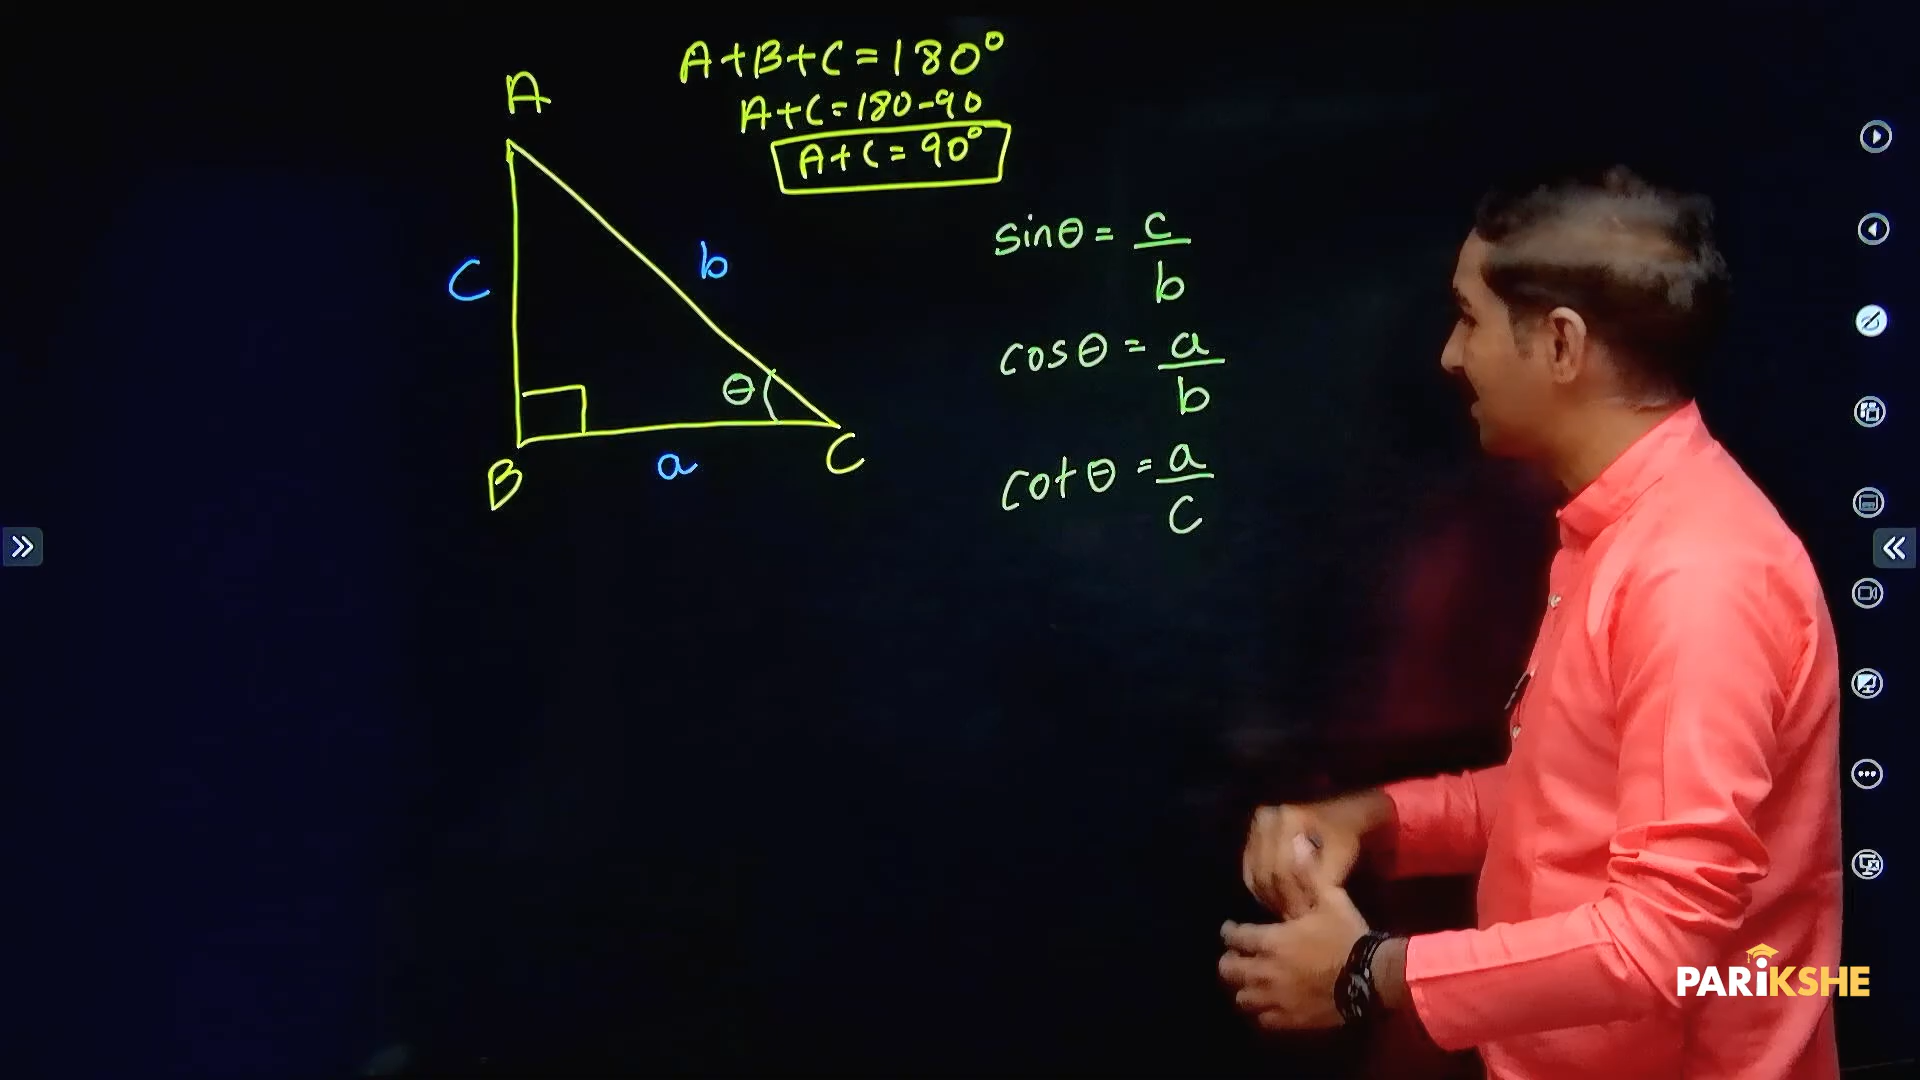 A+B+C=180°
A+C=180-90
A+C=90°
A
c
b
θ
B
a
C
sinθ = c/b
cosθ = a/b
cotθ = a/c
PARiKSHE